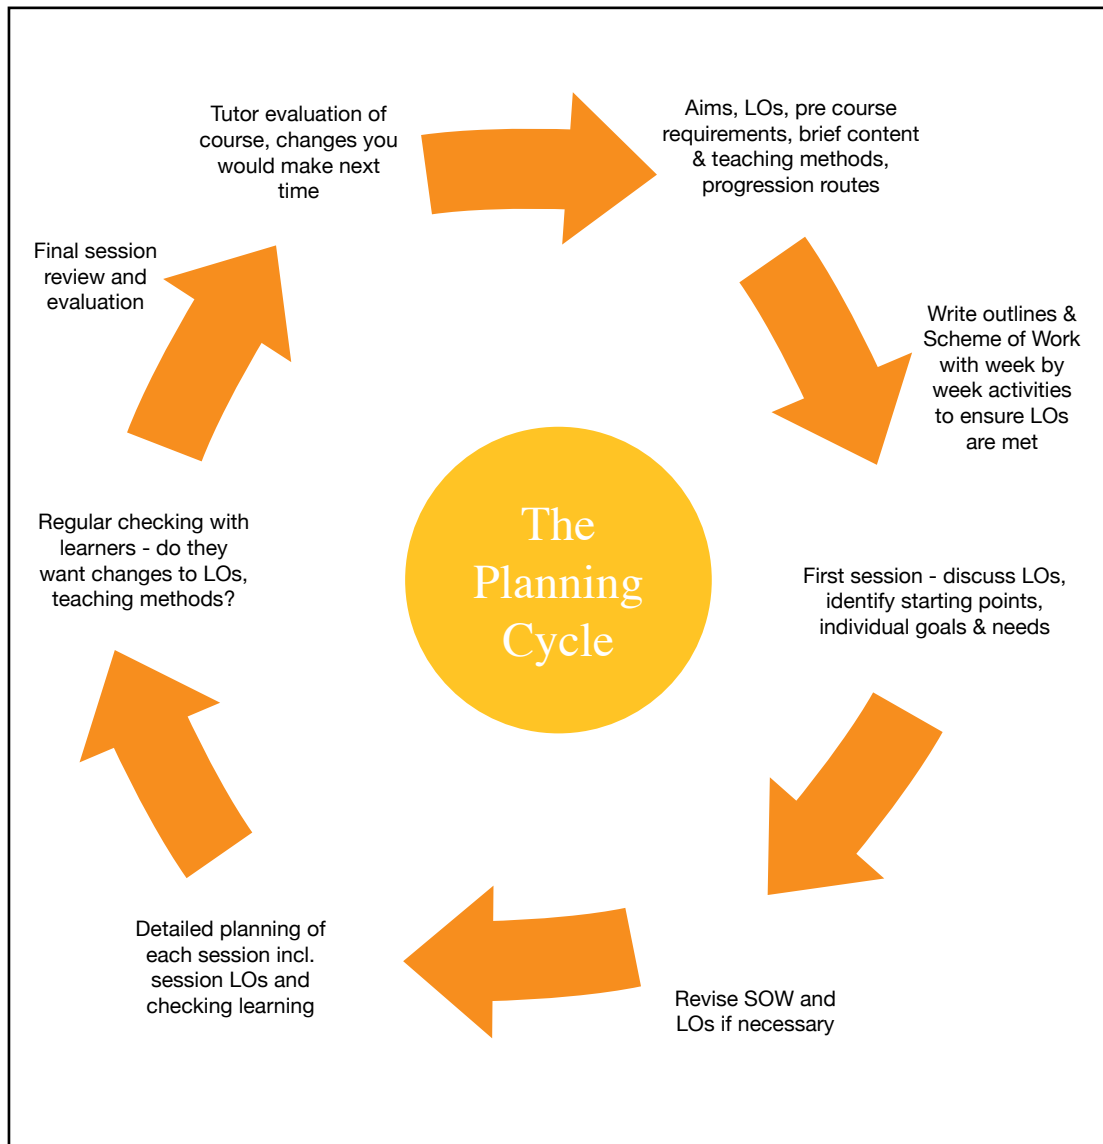 Tutor evaluation of
course, changes you
would make next
time
Aims, LOs, pre course
requirements, brief content
& teaching methods,
progression routes
Final session
review and
evaluation
Write outlines &
Scheme of Work
with week by
week activities
to ensure LOs
are met
The
Planning
Cycle
Regular checking with
learners - do they
want changes to LOs,
teaching methods?
First session - discuss LOs,
identify starting points,
individual goals & needs
Detailed planning of
each session incl.
session LOs and
checking learning
Revise SOW and
LOs if necessary